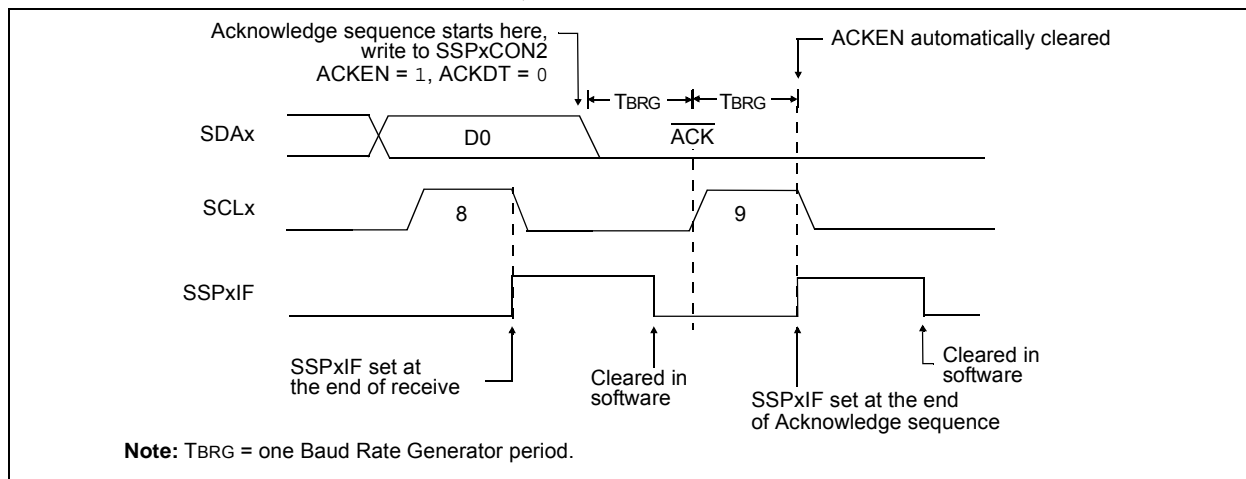 Acknowledge sequence starts here,
write to SSPxCON2
ACKEN = 1, ACKDT = 0
ACKEN automatically cleared
TBRG
TBRG
SDAx
D0
ACK
SCLx
8
9
SSPxIF
SSPxIF set at
the end of receive
Cleared in
software
SSPxIF set at the end
of Acknowledge sequence
Cleared in
software
Note: TBRG = one Baud Rate Generator period.